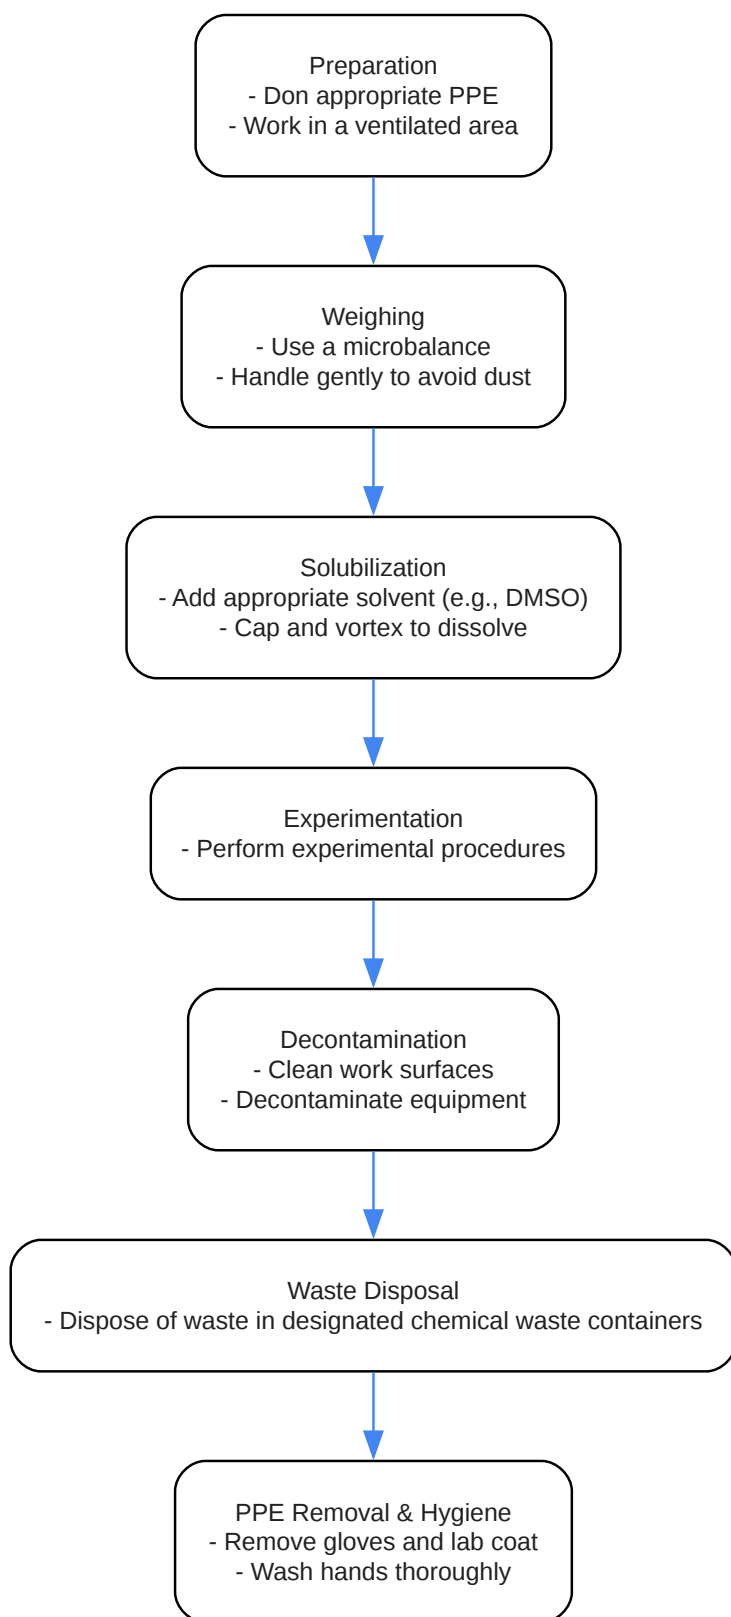 Preparation
- Don appropriate PPE
- Work in a ventilated area
Weighing
- Use a microbalance
- Handle gently to avoid dust
Solubilization
- Add appropriate solvent (e.g., DMSO)
- Cap and vortex to dissolve
Experimentation
- Perform experimental procedures
Decontamination
- Clean work surfaces
- Decontaminate equipment
Waste Disposal
- Dispose of waste in designated chemical waste containers
PPE Removal & Hygiene
- Remove gloves and lab coat
- Wash hands thoroughly